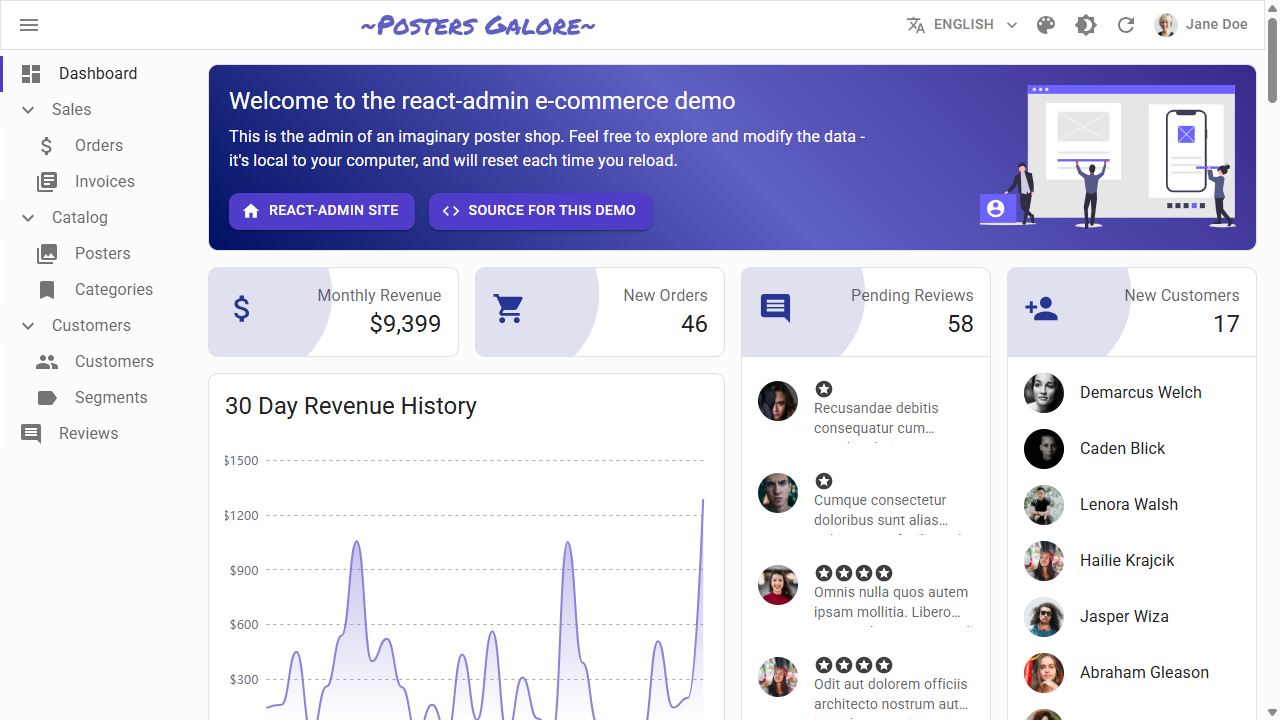 ~Posters Galore~
ENGLISH
Jane Doe
Dashboard
Sales
Orders
Invoices
Catalog
Posters
Categories
Customers
Customers
Segments
Reviews
Welcome to the react-admin e-commerce demo
This is the admin of an imaginary poster shop. Feel free to explore and modify the data -
it's local to your computer, and will reset each time you reload.
REACT-ADMIN SITE
SOURCE FOR THIS DEMO
Monthly Revenue
$9,399
New Orders
46
Pending Reviews
58
New Customers
17
30 Day Revenue History
$1500
$1200
$900
$600
$300
Recusandae debitis
consequatur cum…
Cumque consectetur
doloribus sunt alias…
Omnis nulla quos autem
ipsam mollitia. Libero…
Odit aut dolorem officiis
architecto nostrum aut…
Demarcus Welch
Caden Blick
Lenora Walsh
Hailie Krajcik
Jasper Wiza
Abraham Gleason